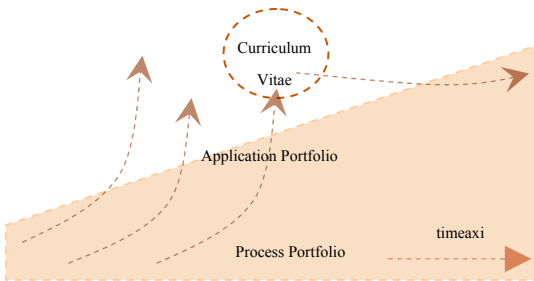 Curriculum
Vitae
Application Portfolio
timeaxi
Process Portfolio